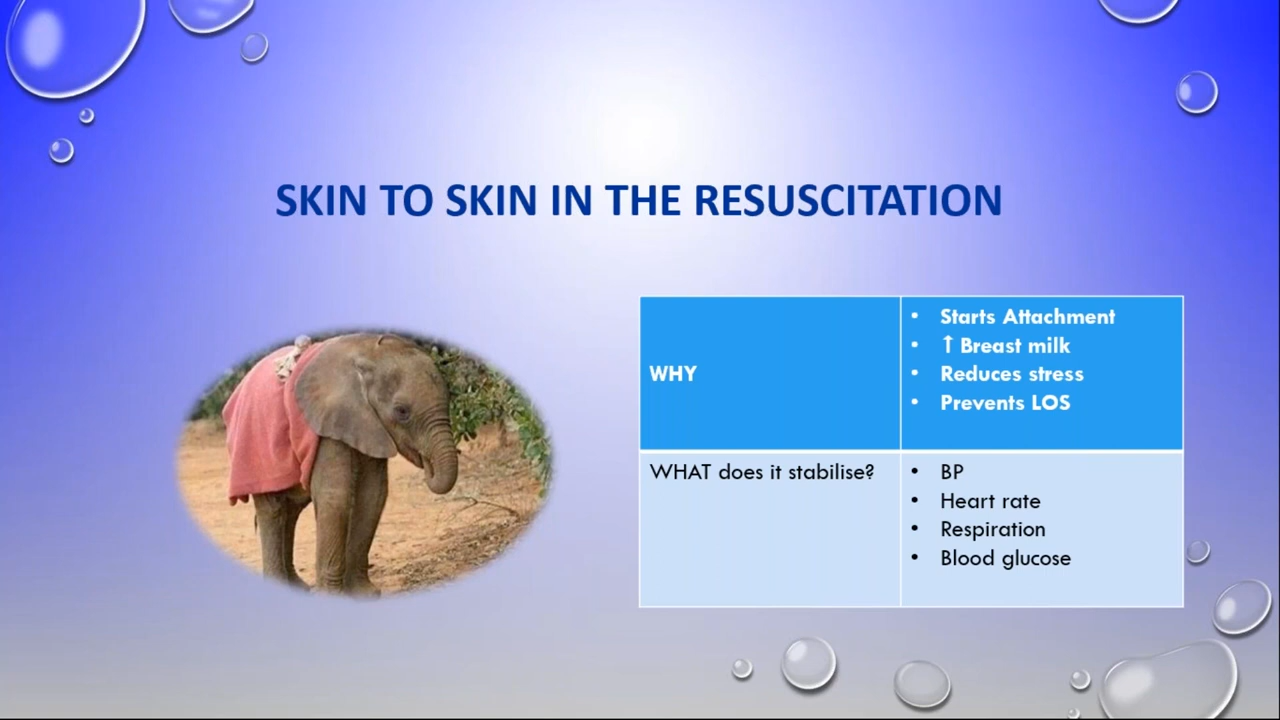 SKIN TO SKIN IN THE RESUSCITATION
WHY
• Starts Attachment
• ↑ Breast milk
• Reduces stress
• Prevents LOS
WHAT does it stabilise?
• BP
• Heart rate
• Respiration
• Blood glucose